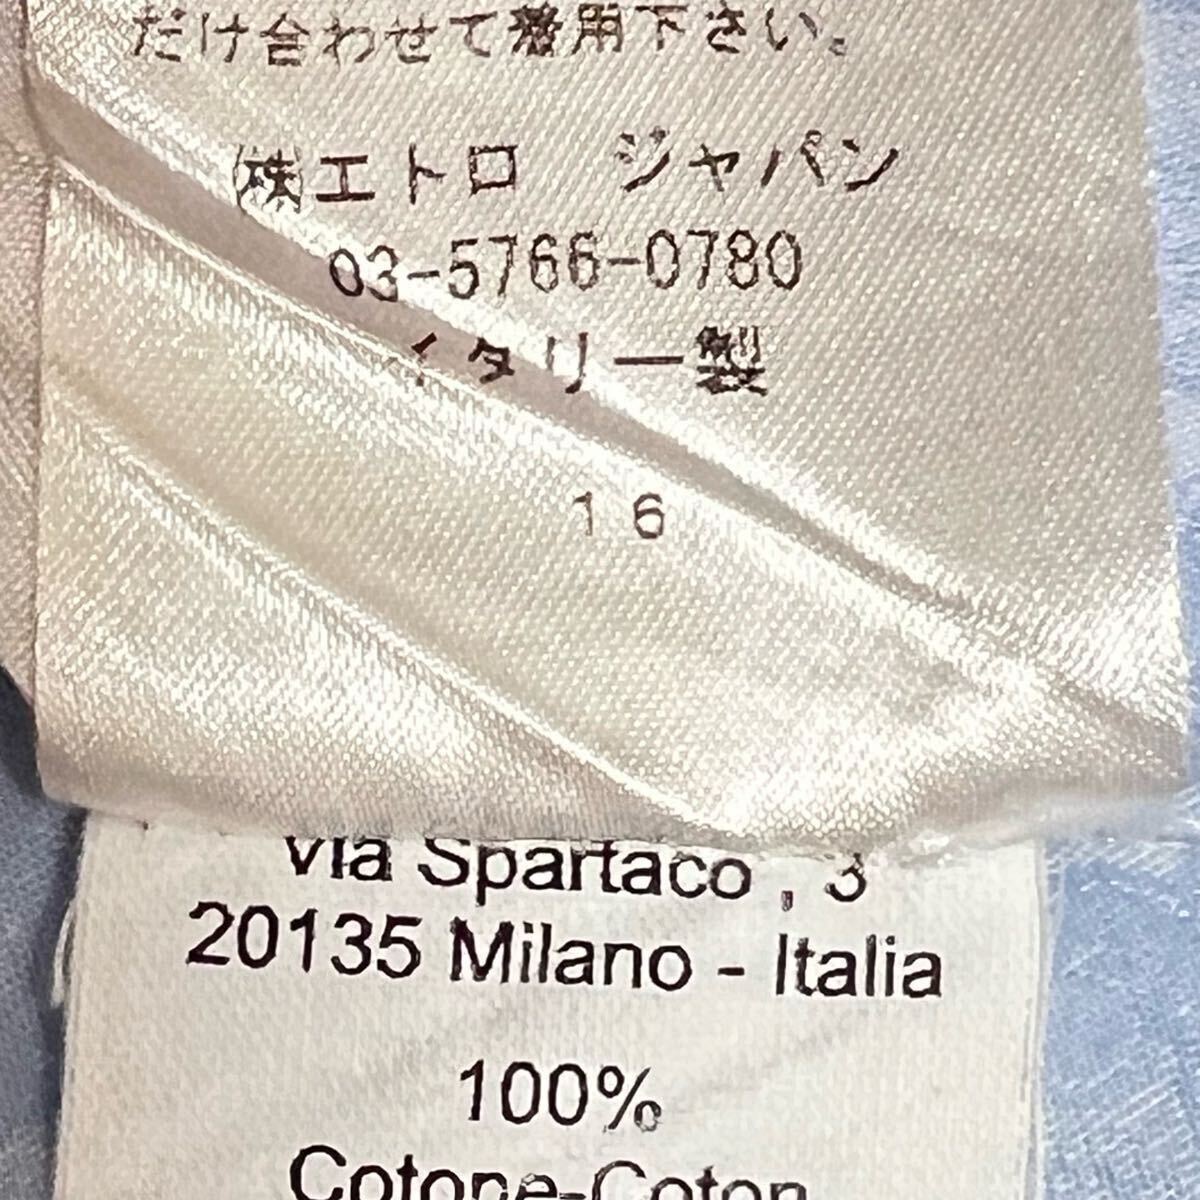 だけ合わせて着用下さい。
㈱エトロ ジャパン
03-5766-0780
イタリー製
16
Via Spartaco , 3
20135 Milano - Italia
100%
Cotone-Coton